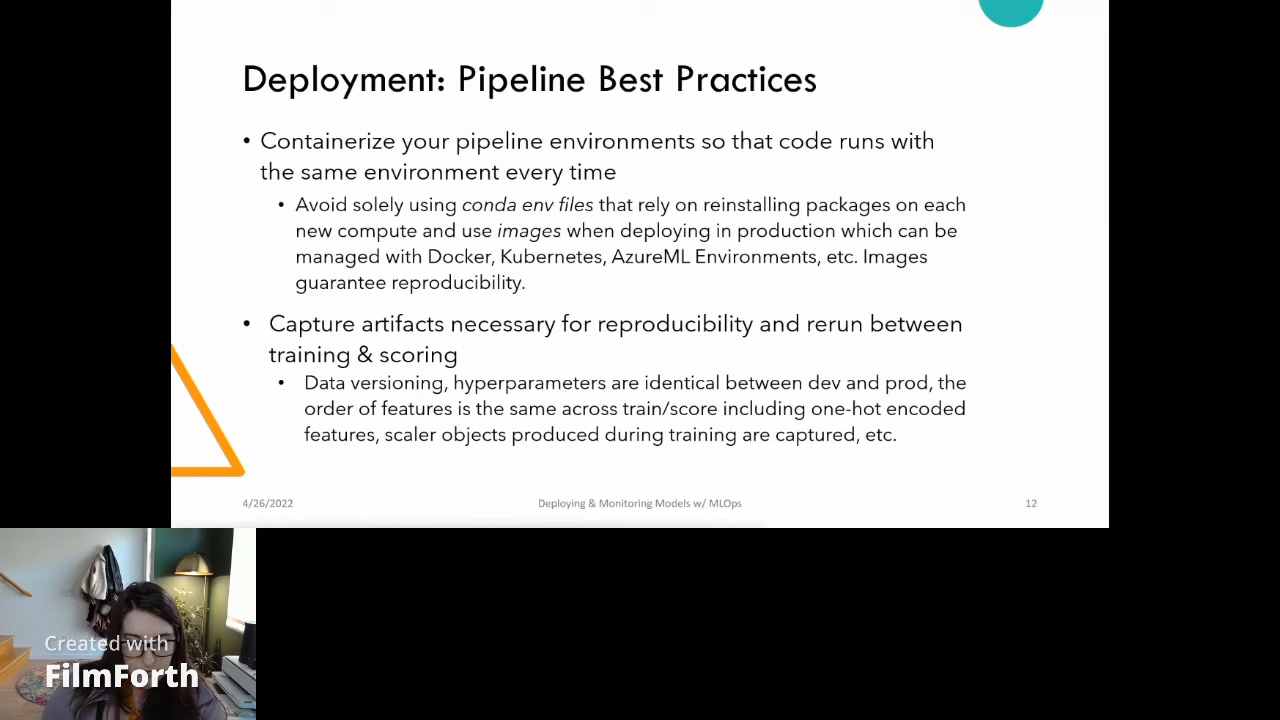 Deployment: Pipeline Best Practices
• Containerize your pipeline environments so that code runs with
the same environment every time
• Avoid solely using conda env files that rely on reinstalling packages on each
new compute and use images when deploying in production which can be
managed with Docker, Kubernetes, AzureML Environments, etc. Images
guarantee reproducibility.
• Capture artifacts necessary for reproducibility and rerun between
training & scoring
• Data versioning, hyperparameters are identical between dev and prod, the
order of features is the same across train/score including one-hot encoded
features, scaler objects produced during training are captured, etc.
4/26/2022
Deploying & Monitoring Models w/ MLOps
12
Created with
FilmForth